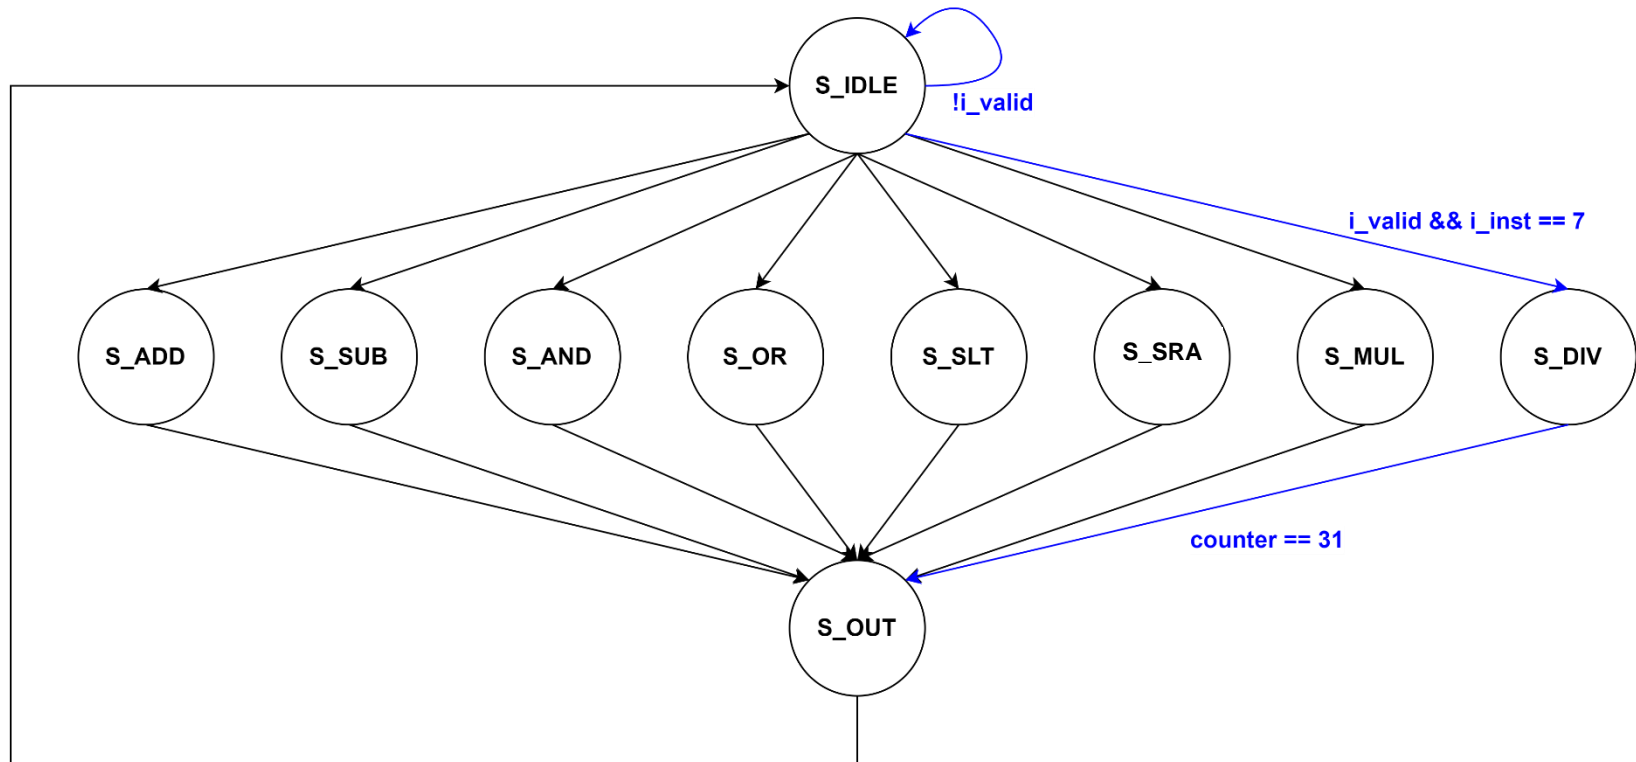 S_IDLE
!i_valid
i_valid && i_inst == 7
S_ADD
S_SUB
S_AND
S_OR
S_SLT
S_SRA
S_MUL
S_DIV
counter == 31
S_OUT